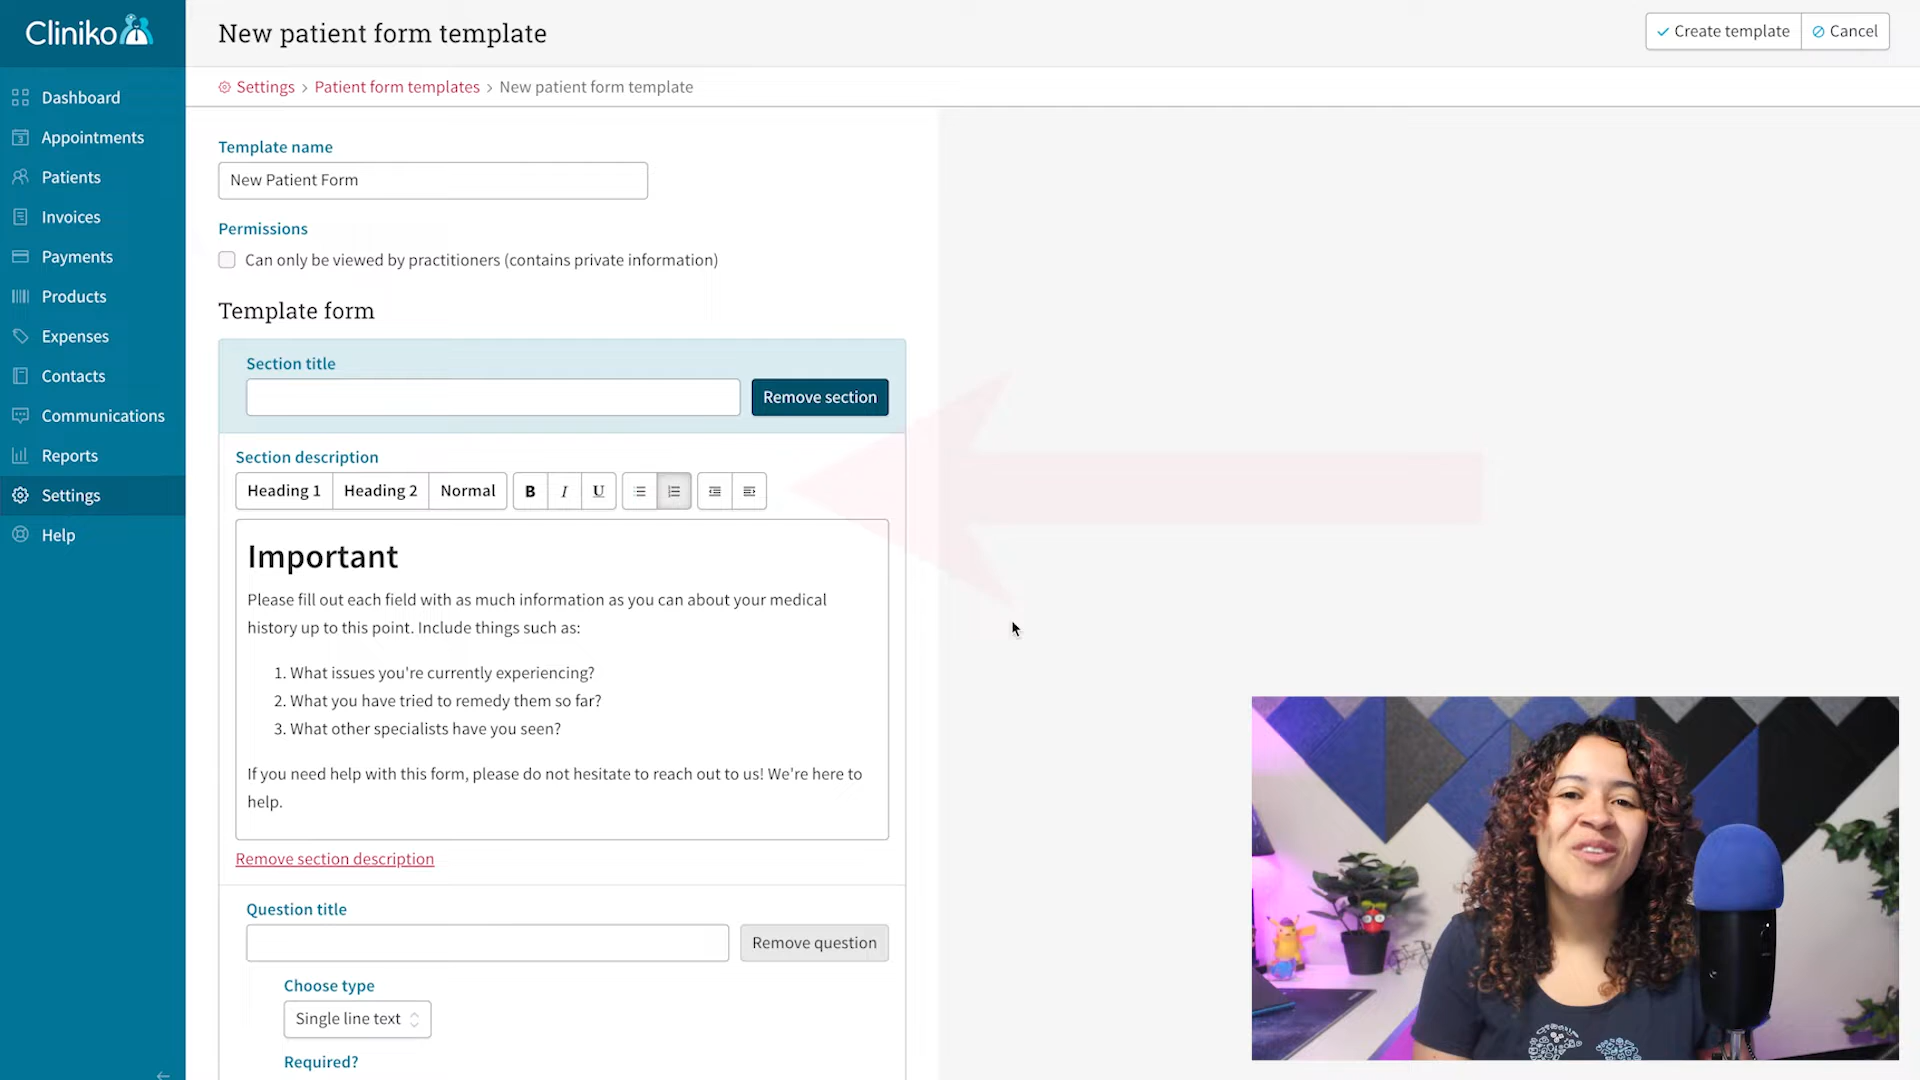 Cliniko
New patient form template
Create template
Cancel
Settings › Patient form templates › New patient form template
Dashboard
Appointments
Patients
Invoices
Payments
Products
Expenses
Contacts
Communications
Reports
Settings
Help
Template name
New Patient Form
Permissions
Can only be viewed by practitioners (contains private information)
Template form
Section title
Remove section
Section description
Heading 1 Heading 2 Normal B I U
Important
Please fill out each field with as much information as you can about your medical
history up to this point. Include things such as:
1. What issues you're currently experiencing?
2. What you have tried to remedy them so far?
3. What other specialists have you seen?
If you need help with this form, please do not hesitate to reach out to us! We're here to
help.
Remove section description
Question title
Remove question
Choose type
Single line text
Required?